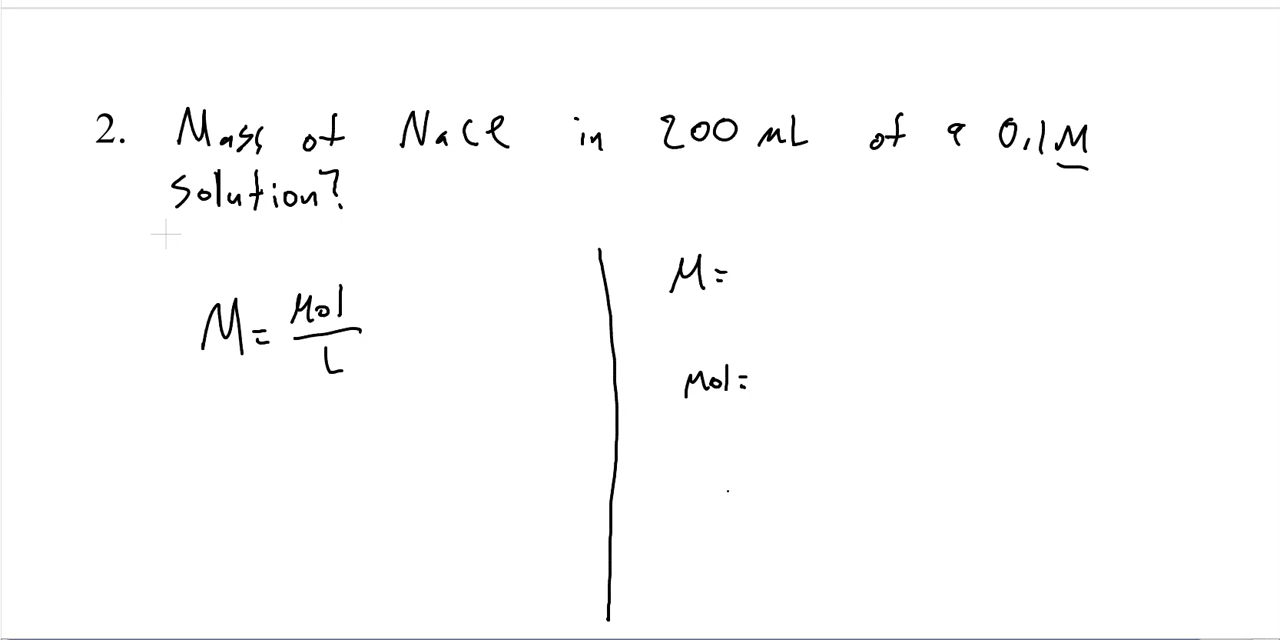 2. Mass of NaCl in 200 mL of a 0.1M
solution?
M = Mol
L
M =
Mol =